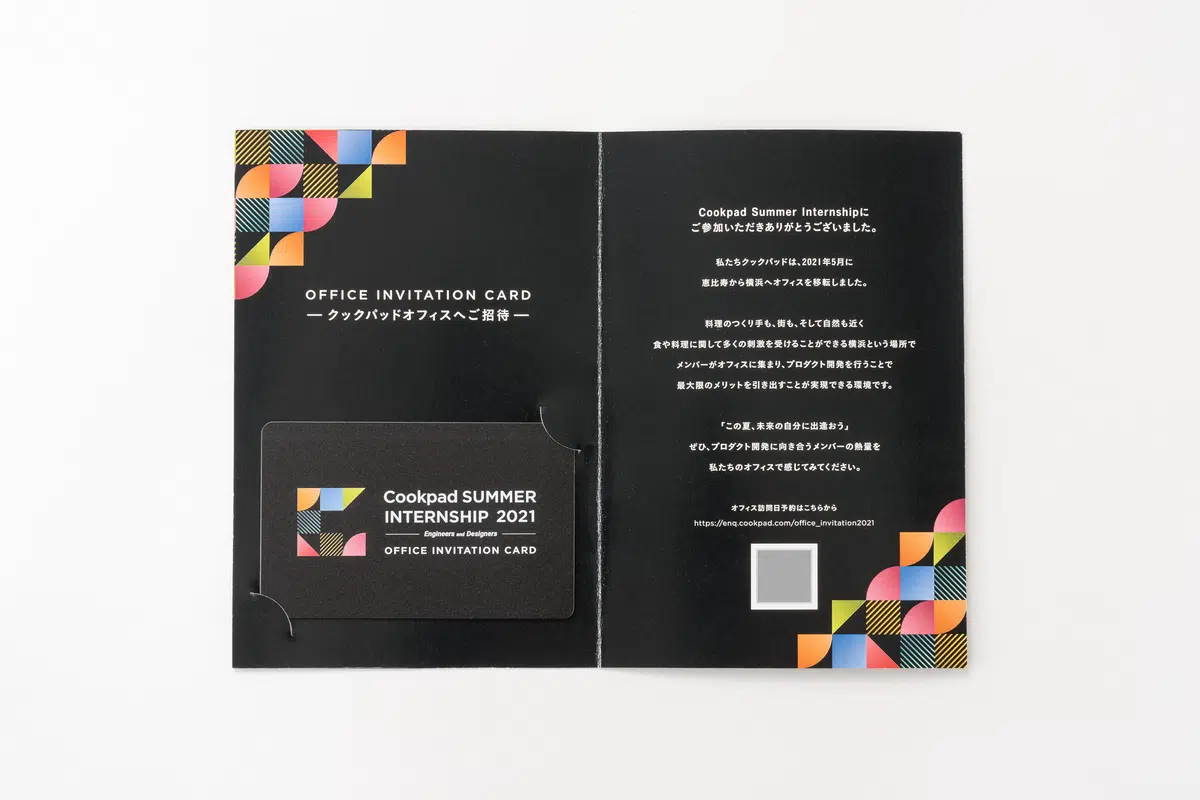 OFFICE INVITATION CARD
― クックパッドオフィスへご招待 ―
Cookpad SUMMER
INTERNSHIP 2021
Engineers and Designers
OFFICE INVITATION CARD
Cookpad Summer Internshipに
ご参加いただきありがとうございました。
私たちクックパッドは、2021年5月に
恵比寿から横浜へオフィスを移転しました。
料理のつくり手も、街も、そして自然も近く
食や料理に関して多くの刺激を受けることができる横浜という場所で
メンバーがオフィスに集まり、プロダクト開発を行うことで
最大限のメリットを引き出すことが実現できる環境です。
「この夏、未来の自分に出逢おう」
ぜひ、プロダクト開発に向き合うメンバーの熱量を
私たちのオフィスで感じてみてください。
オフィス訪問日予約はこちらから
https://enq.cookpad.com/office_invitation2021